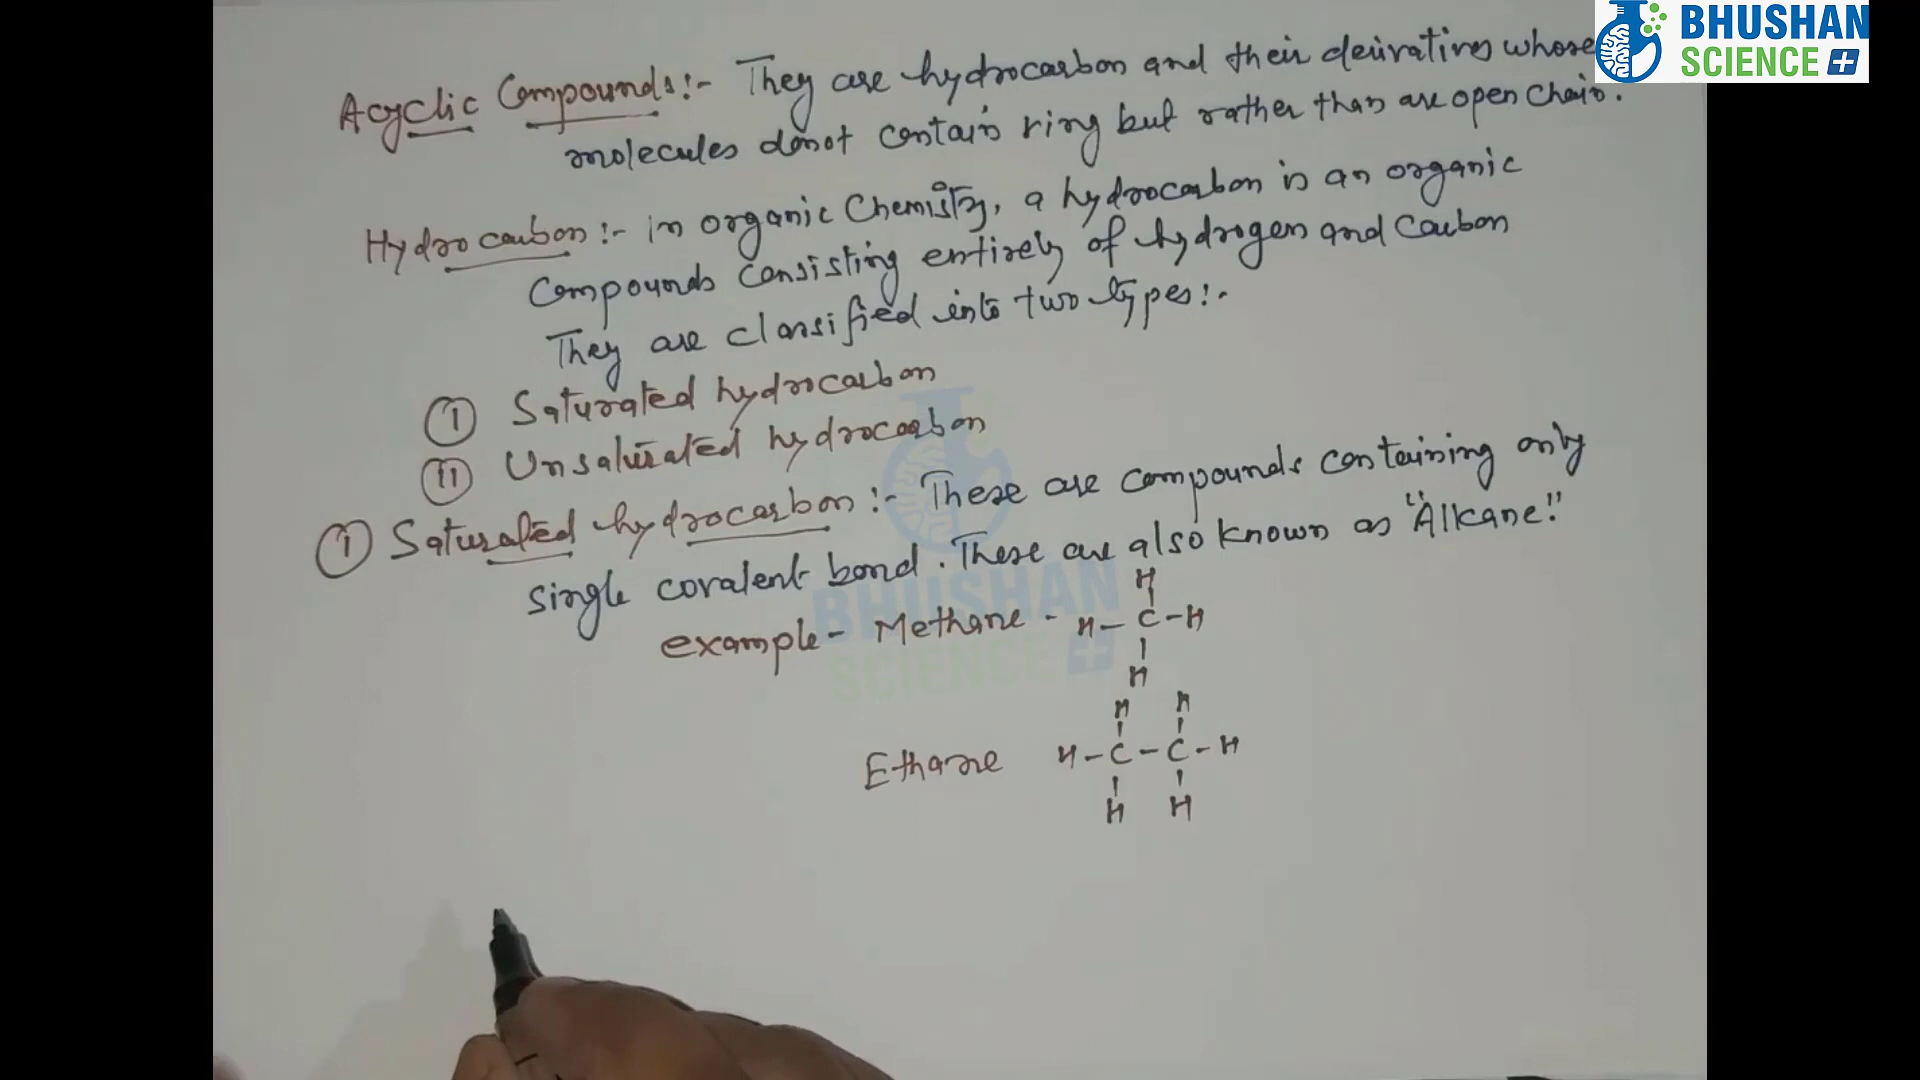 BHUSHAN
SCIENCE +
Acyclic Compounds:- They are hydrocarbon and their derivatives whose
molecules donot contain ring but rather than are open chain.
Hydrocarbon:- in organic Chemistry, a hydrocarbon is an organic
Compounds consisting entirely of hydrogen and Carbon
They are classified into two types:-
I Saturated hydrocarbon
II Unsaturated hydrocarbon
I Saturated hydrocarbon:- These are compounds containing only
single covalent bond. These are also known as "Alkane."
BHUSHAN
SCIENCE +
H
example- Methane - H-C-H
H
H H
Ethane H-C-C-H
H H